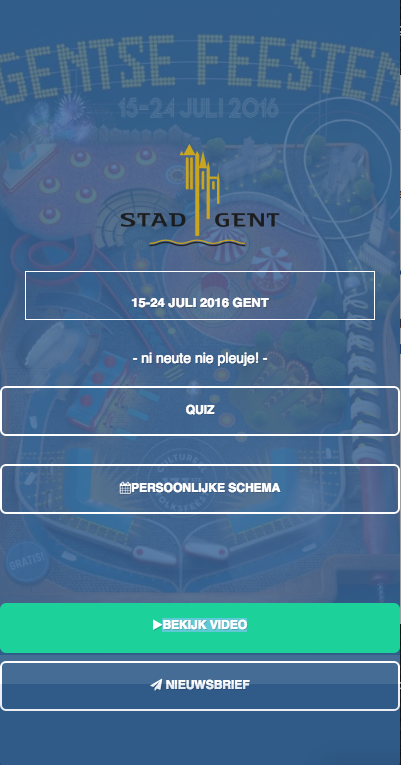 GENTSE FEESTEN
15-24 JULI 2016
STAD GENT
15-24 JULI 2016 GENT
- ni neute nie pleuje! -
QUIZ
PERSOONLIJKE SCHEMA
GRATIS!
BEKIJK VIDEO
NIEUWSBRIEF